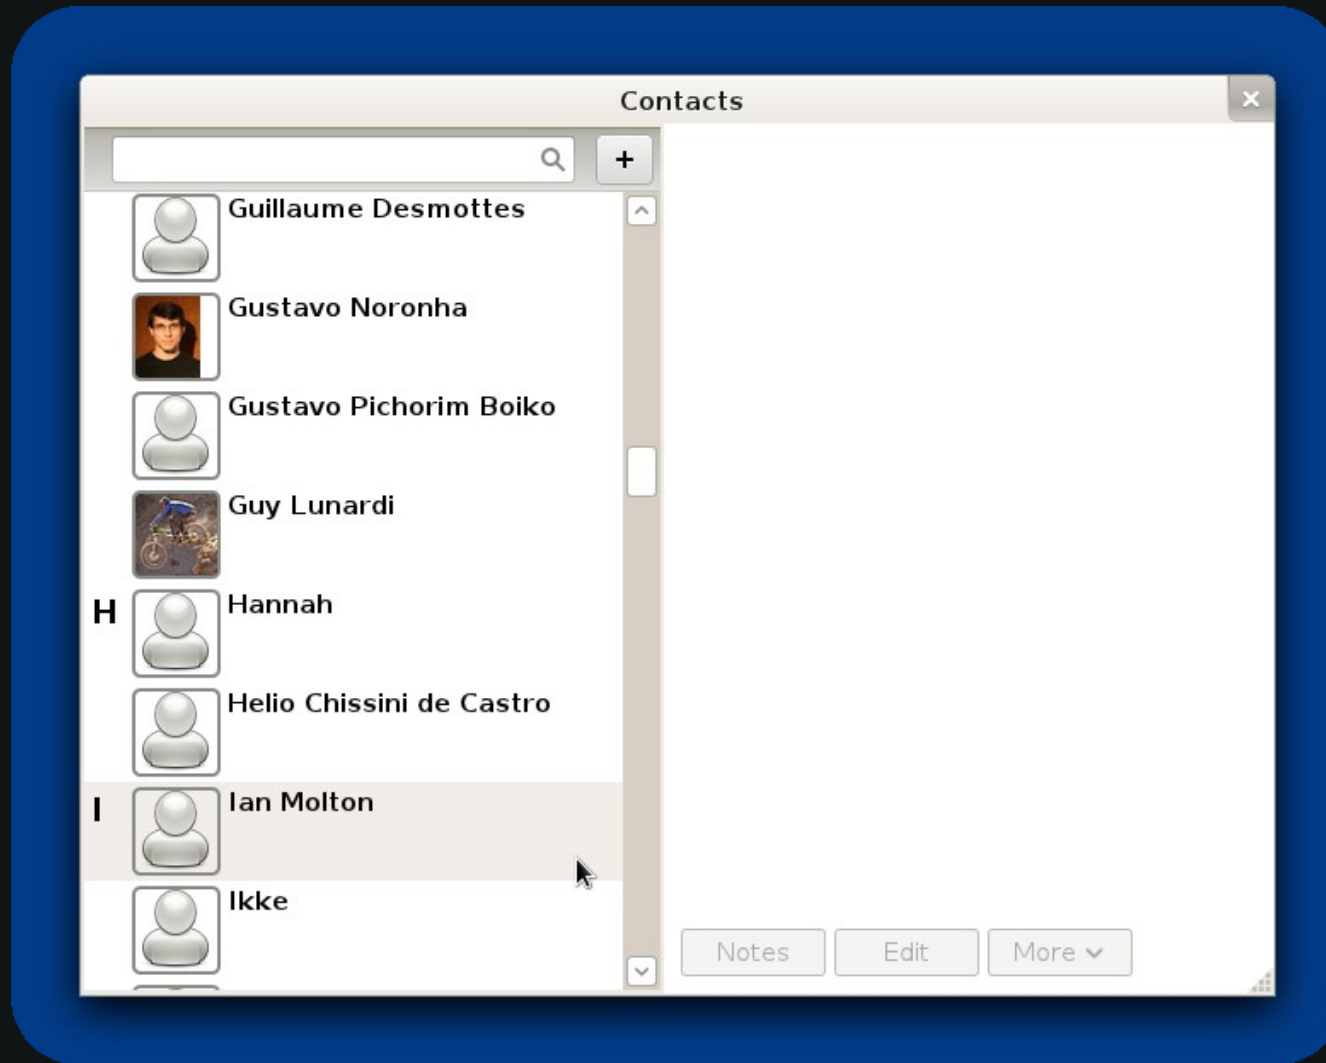 Contacts
+
Guillaume Desmottes
Gustavo Noronha
Gustavo Pichorim Boiko
Guy Lunardi
H
Hannah
Helio Chissini de Castro
I
Ian Molton
Ikke
Notes
Edit
More